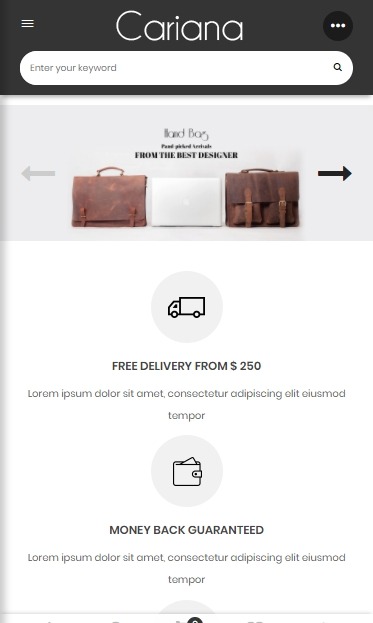 Cariana
Enter your keyword
Hand Bag
Hand-picked Arrivals
FROM THE BEST DESIGNER
FREE DELIVERY FROM $ 250
Lorem ipsum dolor sit amet, consectetur adipiscing elit eiusmod
tempor
MONEY BACK GUARANTEED
Lorem ipsum dolor sit amet, consectetur adipiscing elit eiusmod
tempor